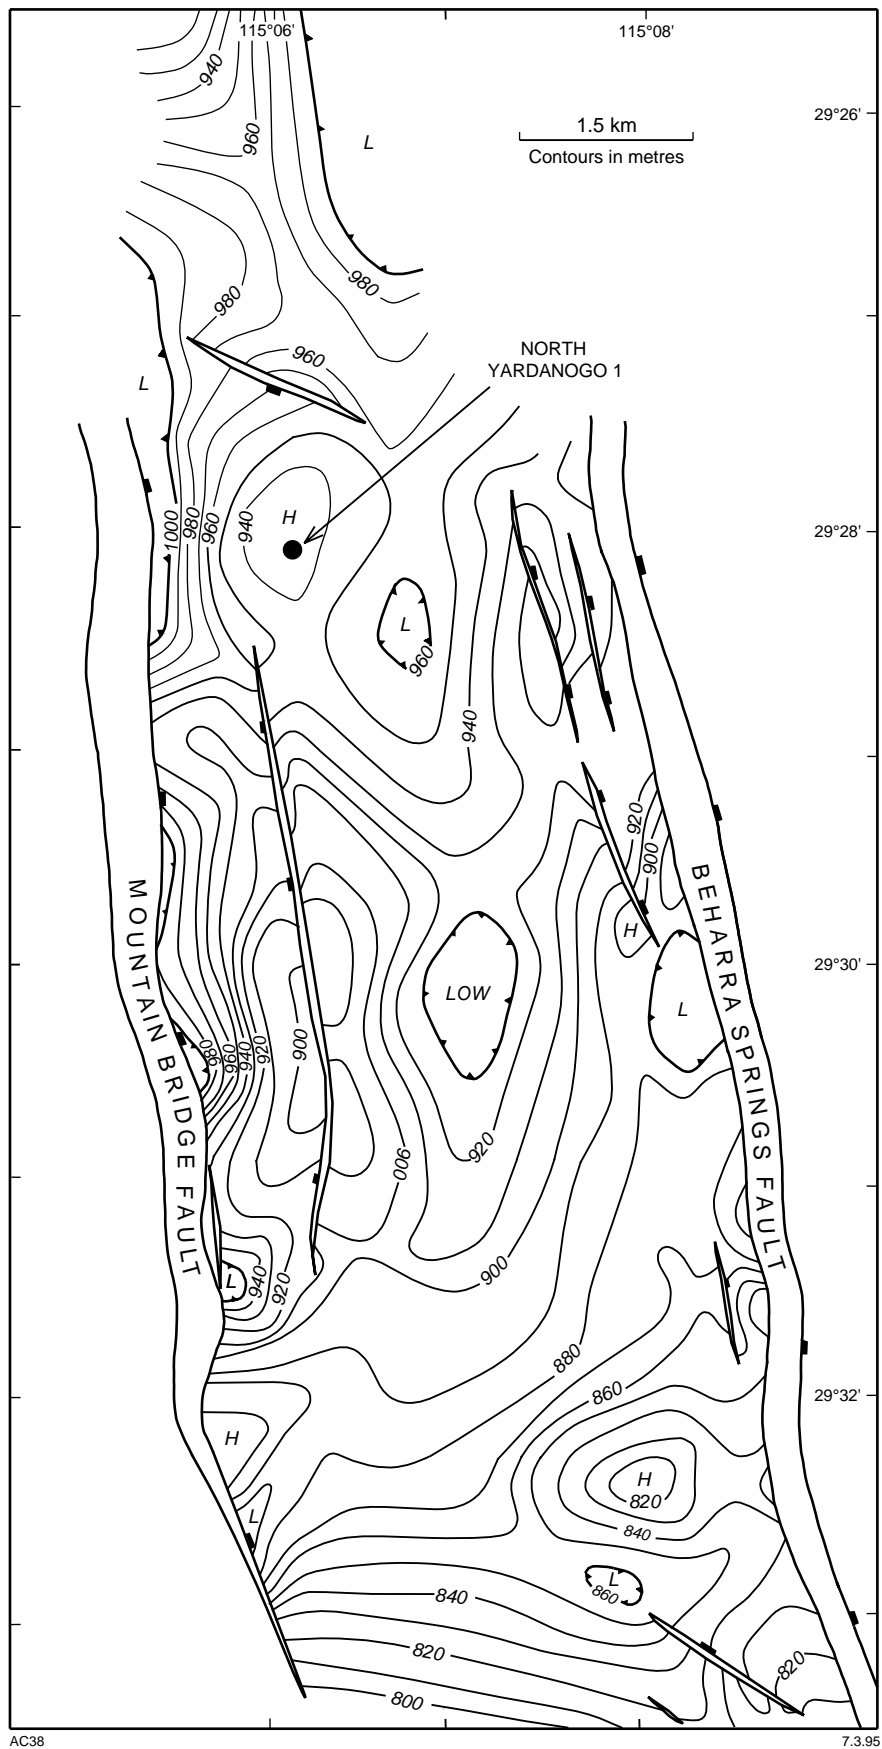 115°06'
115°08'
940
29°26'
960
L
1.5 km
Contours in metres
980
980
960
NORTH
YARDANOGO 1
L
1000
980
960
940
H
29°28'
L
960
940
920
900
H
LOW
L
29°30'
MOUNTAIN BRIDGE FAULT
BEHARRA SPRINGS FAULT
980
960
940
920
900
920
900
L
940
920
900
880
860
29°32'
H
H
820
L
840
L
860
840
820
820
800
AC38
7.3.95